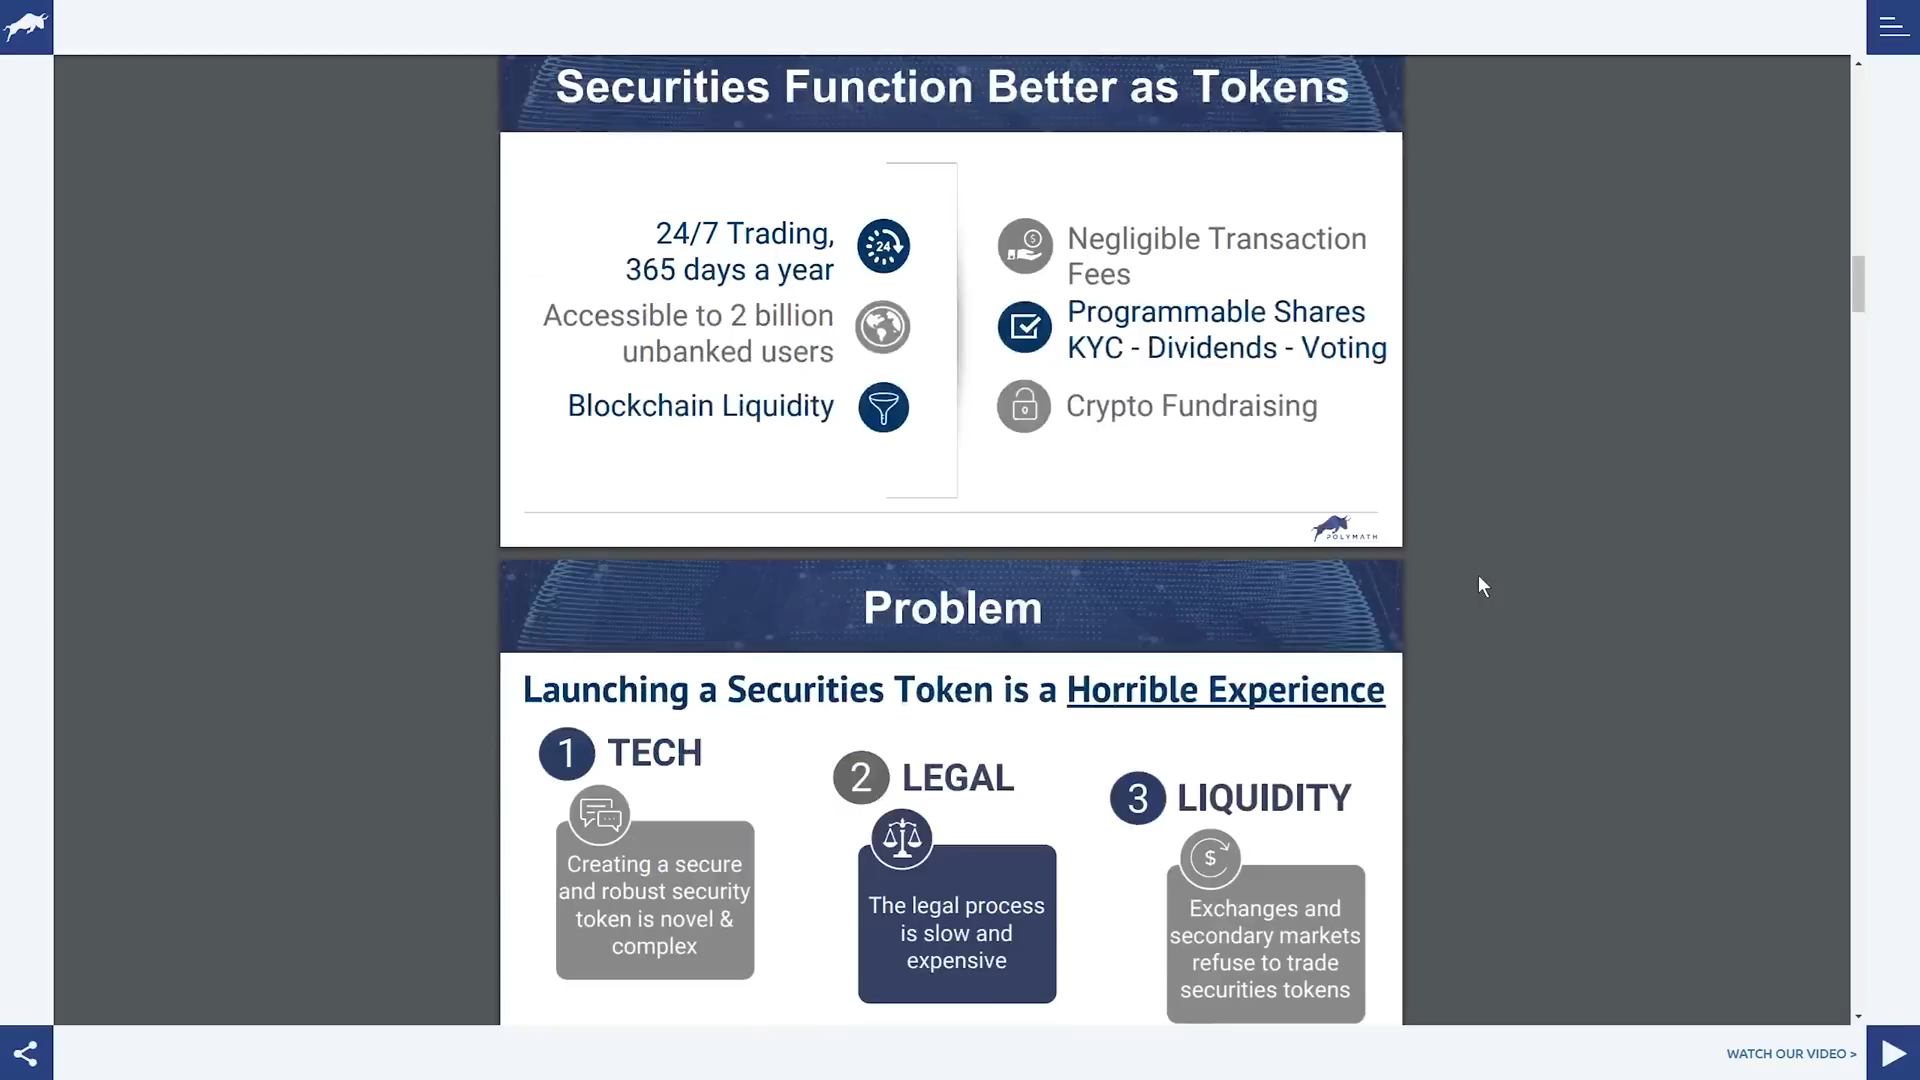 Securities Function Better as Tokens
24/7 Trading,
365 days a year
24
Accessible to 2 billion
unbanked users
Blockchain Liquidity
$
Negligible Transaction
Fees
Programmable Shares
KYC - Dividends - Voting
Crypto Fundraising
POLYMATH
Problem
Launching a Securities Token is a Horrible Experience
1 TECH
Creating a secure
and robust security
token is novel &
complex
2 LEGAL
The legal process
is slow and
expensive
3 LIQUIDITY
$
Exchanges and
secondary markets
refuse to trade
securities tokens
WATCH OUR VIDEO >